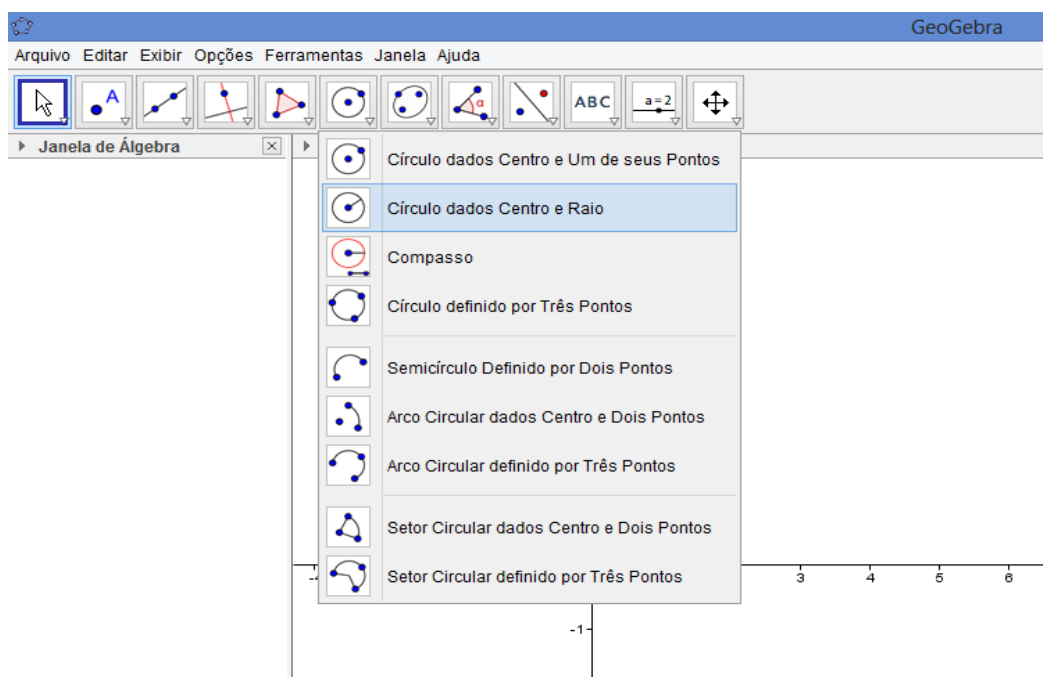 GeoGebra
Arquivo Editar Exibir Opções Ferramentas Janela Ajuda
A α ABC a=2
Janela de Álgebra
Círculo dados Centro e Um de seus Pontos
Círculo dados Centro e Raio
Compasso
Círculo definido por Três Pontos
Semicírculo Definido por Dois Pontos
Arco Circular dados Centro e Dois Pontos
Arco Circular definido por Três Pontos
Setor Circular dados Centro e Dois Pontos
Setor Circular definido por Três Pontos
3 4 5 6
-1